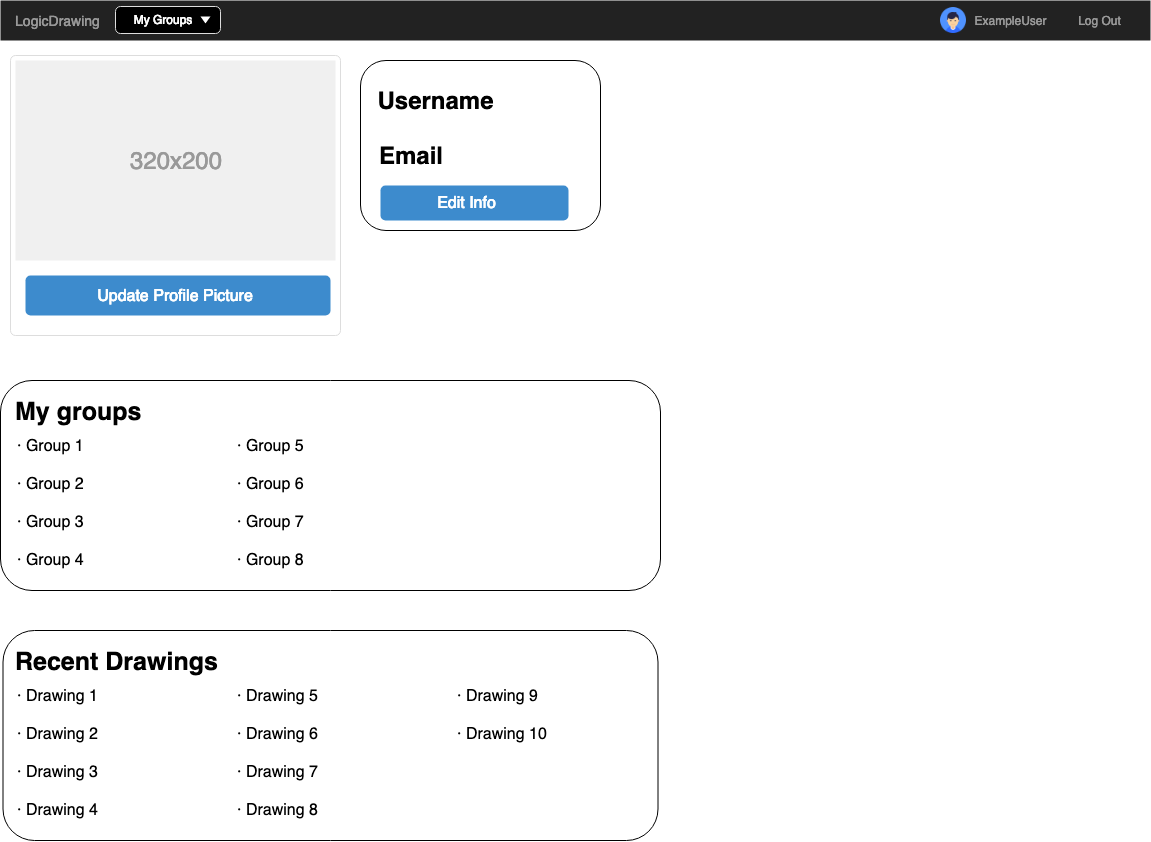 LogicDrawing My Groups ▼ ExampleUser Log Out
320x200
Update Profile Picture
Username
Email
Edit Info
My groups
· Group 1
· Group 2
· Group 3
· Group 4
· Group 5
· Group 6
· Group 7
· Group 8
Recent Drawings
· Drawing 1
· Drawing 2
· Drawing 3
· Drawing 4
· Drawing 5
· Drawing 6
· Drawing 7
· Drawing 8
· Drawing 9
· Drawing 10